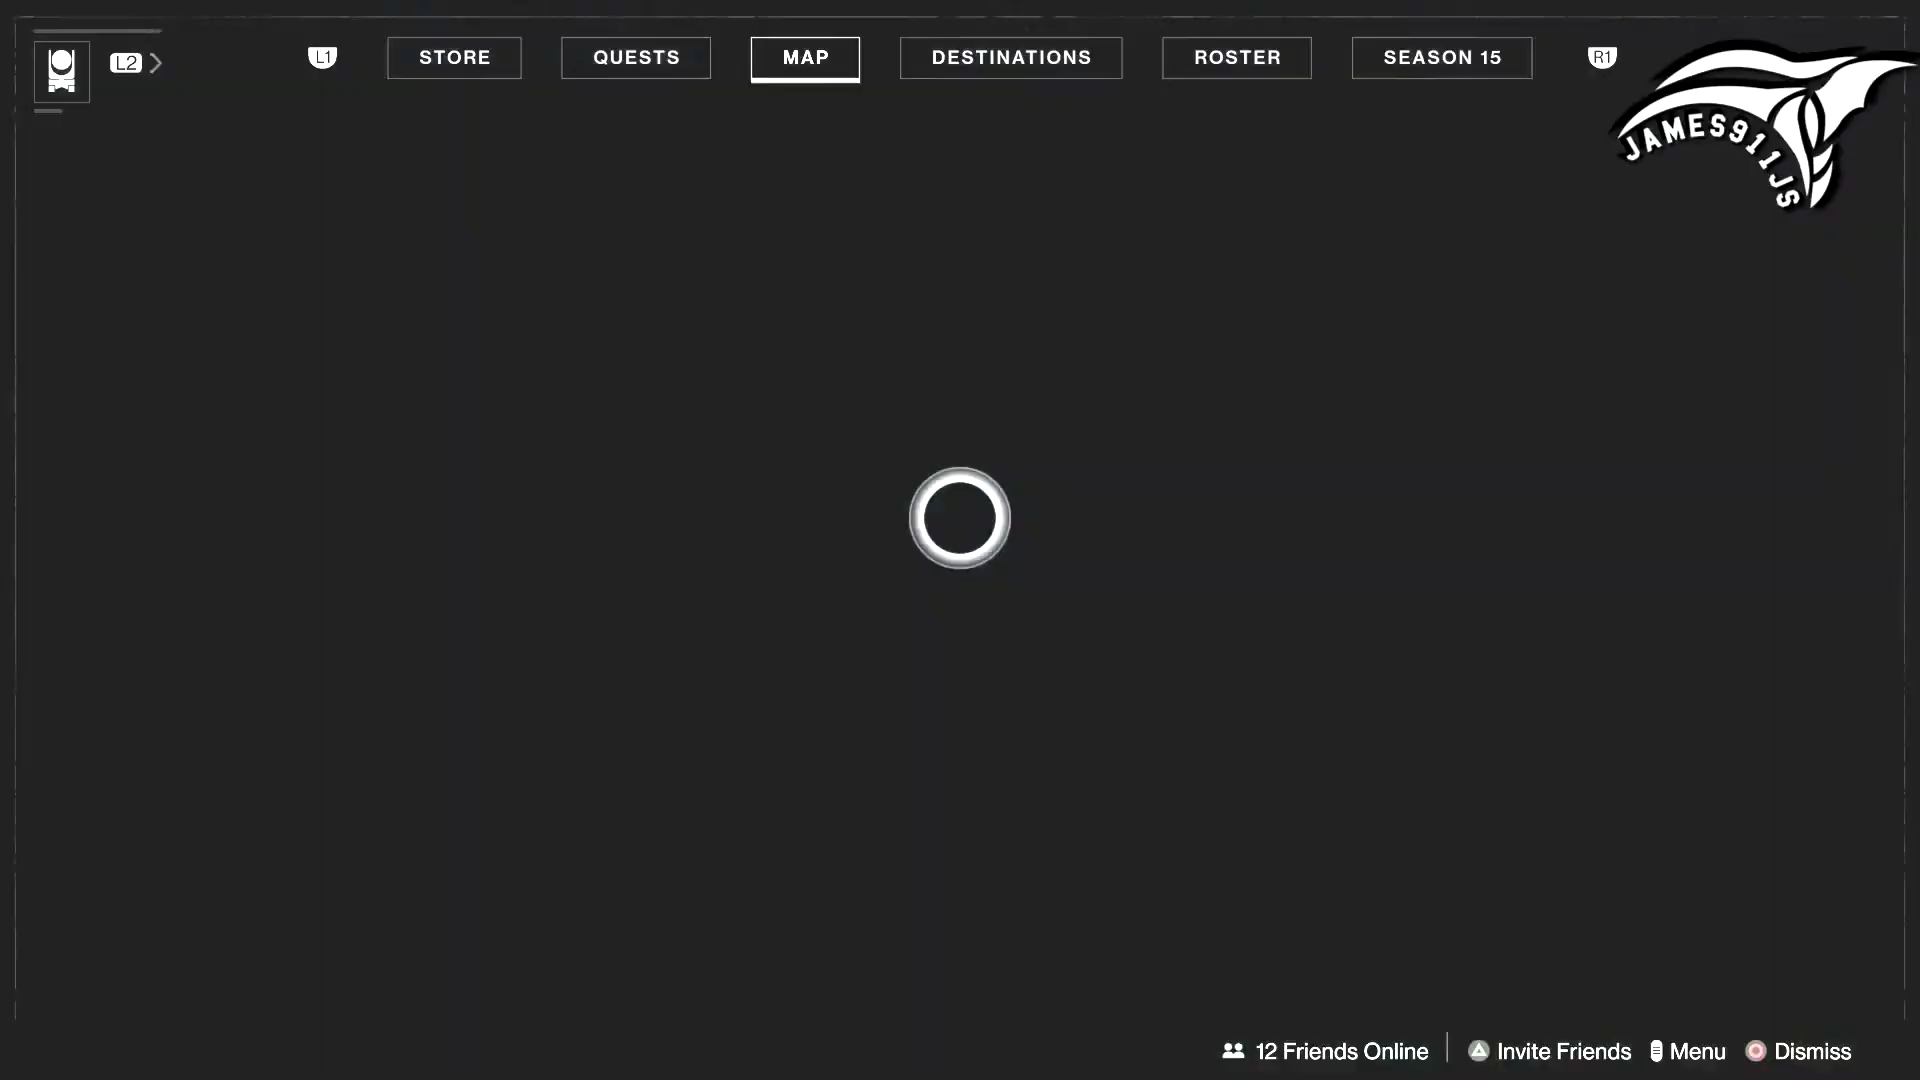 L2
L1
STORE
QUESTS
MAP
DESTINATIONS
ROSTER
SEASON 15
R1
JAMES911JS
12 Friends Online
Invite Friends
Menu
Dismiss